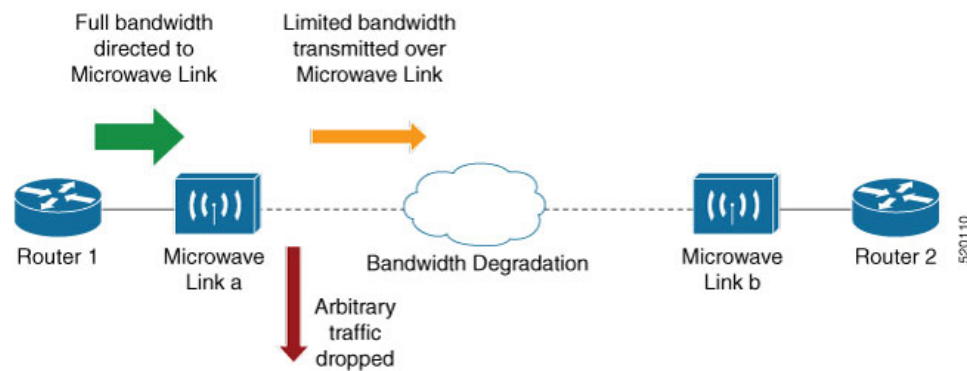 Full bandwidth
directed to
Microwave Link
Limited bandwidth
transmitted over
Microwave Link
Router 1
Microwave
Link a
Bandwidth Degradation
Microwave
Link b
Router 2
520110
Arbitrary
traffic
dropped